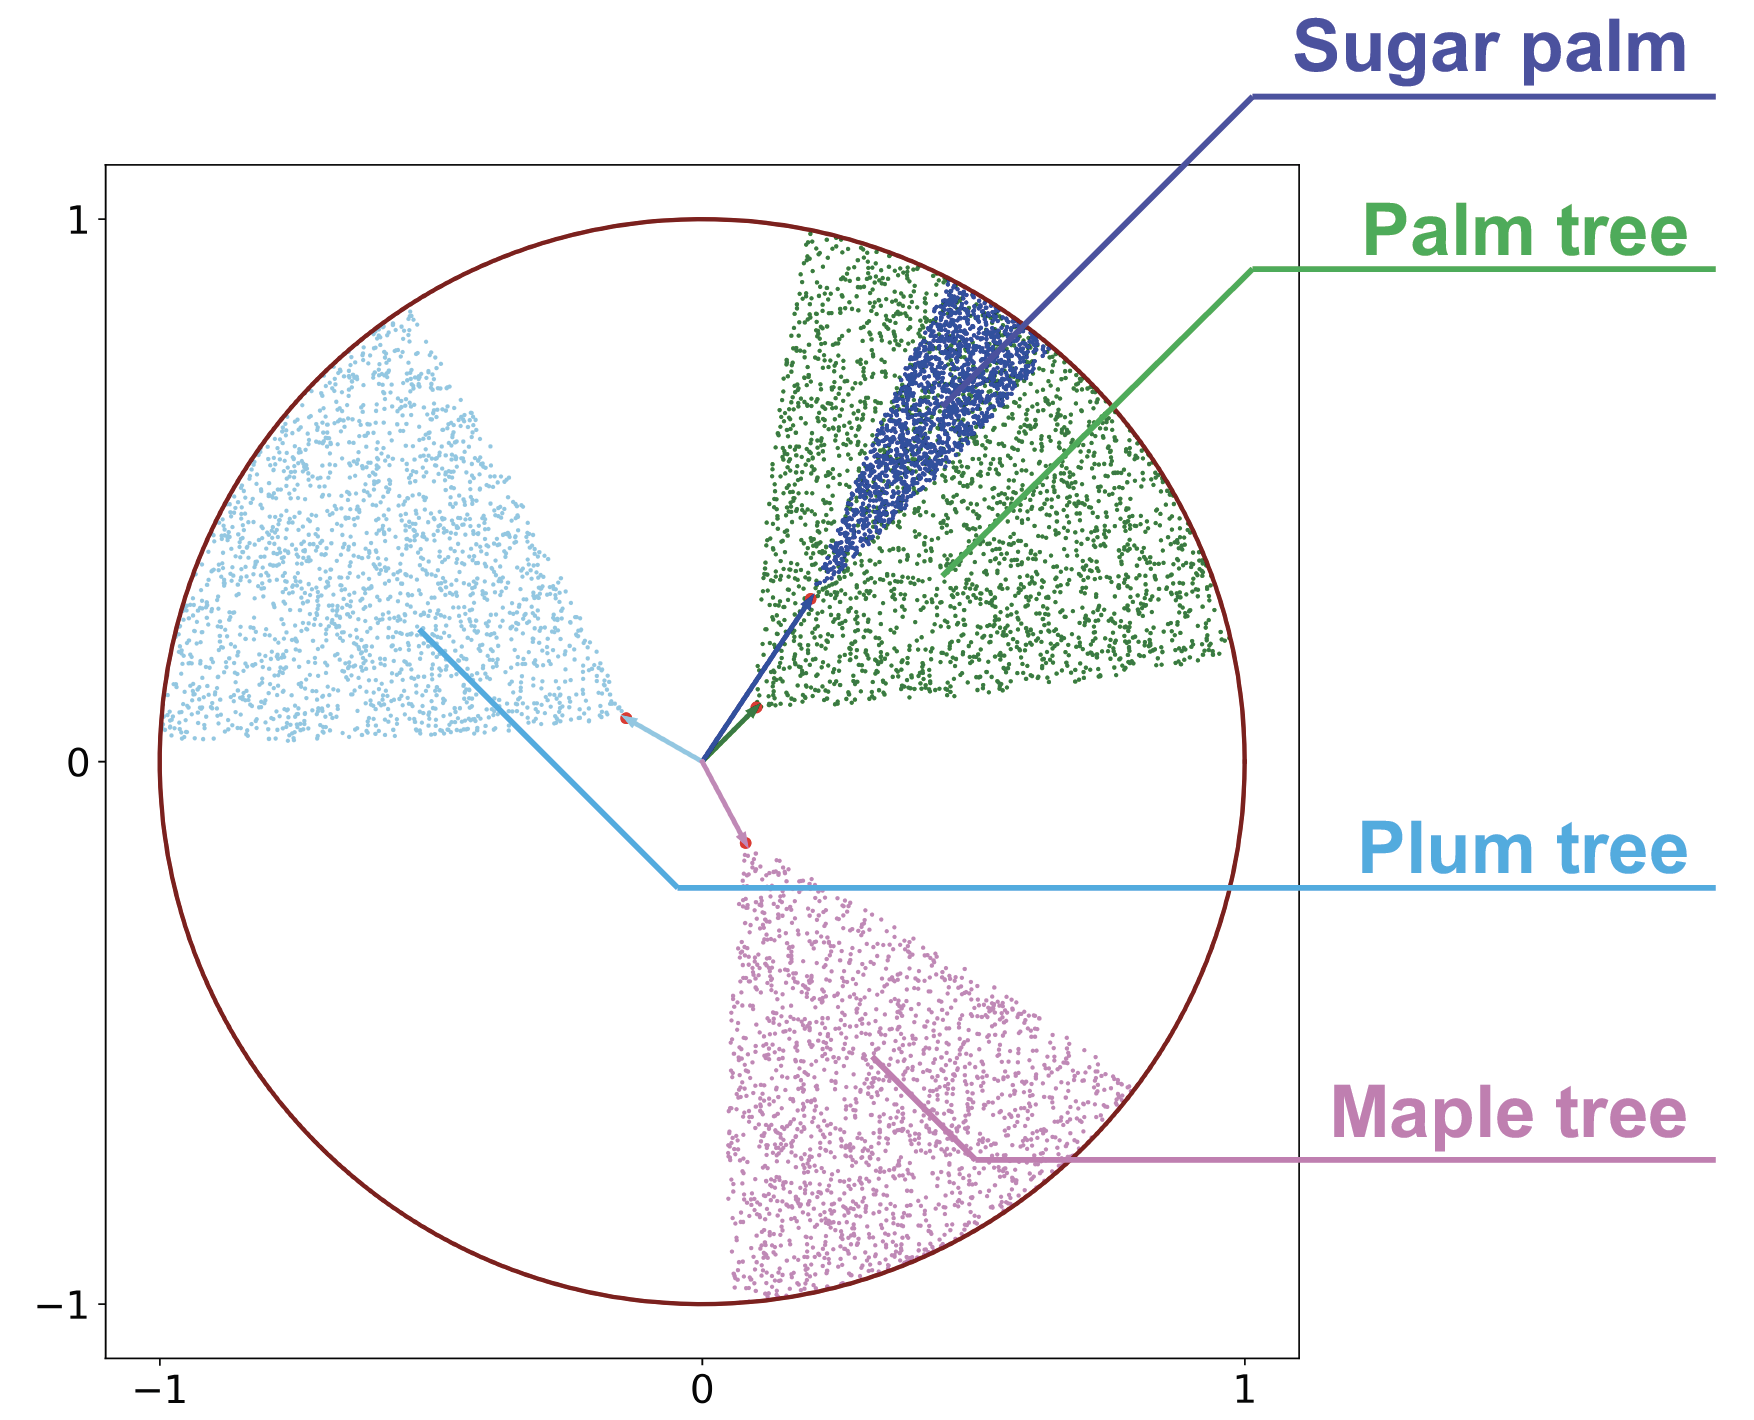 Sugar palm
Palm tree
1
0
Plum tree
Maple tree
−1
−1 0 1